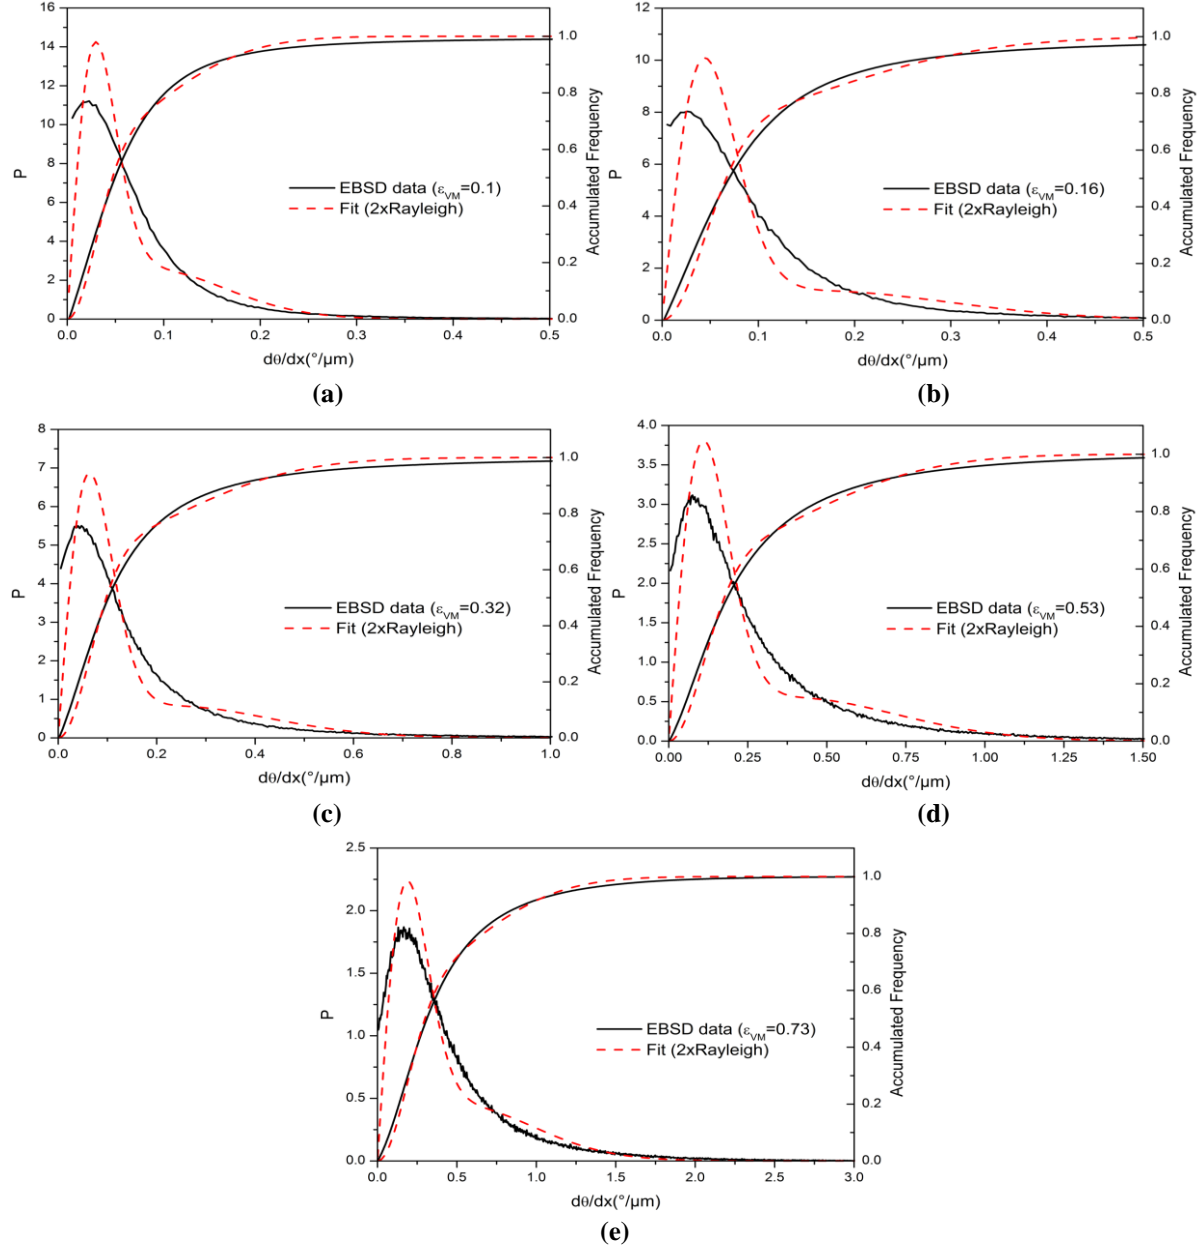 16
14
12
10
8
6
4
2
0
P
1.0
0.8
0.6
0.4
0.2
0.0
Accumulated Frequency
EBSD data (εVM=0.1)
Fit (2xRayleigh)
0.0 0.1 0.2 0.3 0.4 0.5
dθ/dx(°/μm)
(a)
12
10
8
6
4
2
0
P
1.0
0.8
0.6
0.4
0.2
0.0
Accumulated Frequency
EBSD data (εVM=0.16)
Fit (2xRayleigh)
0.0 0.1 0.2 0.3 0.4 0.5
dθ/dx(°/μm)
(b)
8
7
6
5
4
3
2
1
0
P
1.0
0.8
0.6
0.4
0.2
0.0
Accumulated Frequency
EBSD data (εVM=0.32)
Fit (2xRayleigh)
0.0 0.2 0.4 0.6 0.8 1.0
dθ/dx(°/μm)
(c)
4.0
3.5
3.0
2.5
2.0
1.5
1.0
0.5
0.0
P
1.0
0.8
0.6
0.4
0.2
0.0
Accumulated Frequency
EBSD data (εVM=0.53)
Fit (2xRayleigh)
0.00 0.25 0.50 0.75 1.00 1.25 1.50
dθ/dx(°/μm)
(d)
2.5
2.0
1.5
1.0
0.5
0.0
P
1.0
0.8
0.6
0.4
0.2
0.0
Accumulated Frequency
EBSD data (εVM=0.73)
Fit (2xRayleigh)
0.0 0.5 1.0 1.5 2.0 2.5 3.0
dθ/dx(°/μm)
(e)